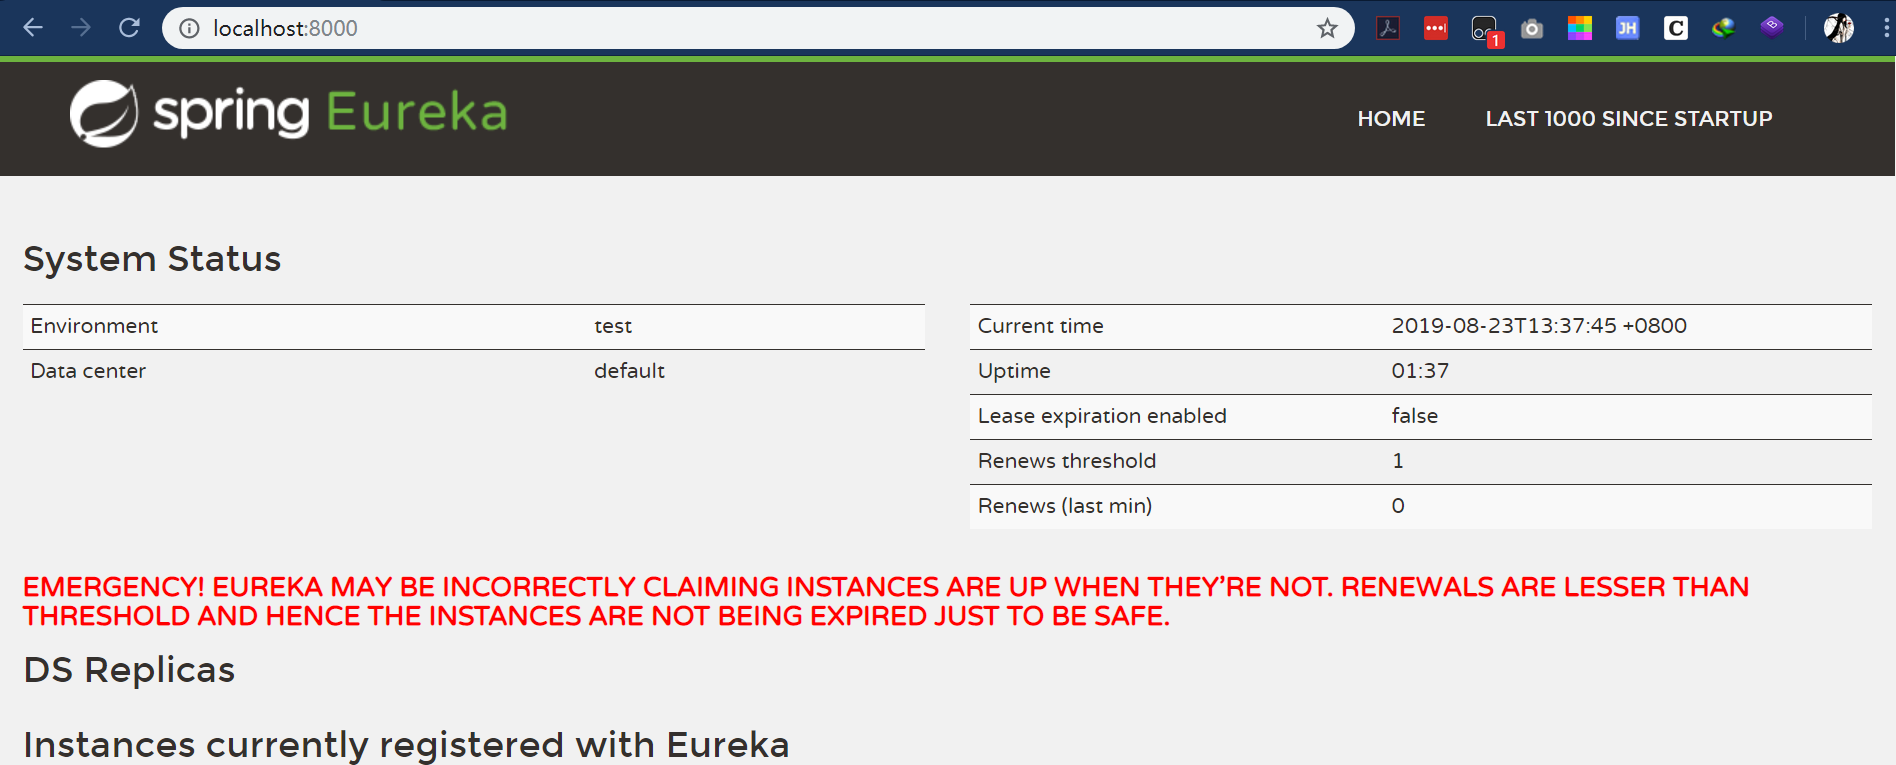 localhost:8000
1
JH
C
spring Eureka
HOME LAST 1000 SINCE STARTUP
System Status
Environment test
Data center default
Current time 2019-08-23T13:37:45 +0800
Uptime 01:37
Lease expiration enabled false
Renews threshold 1
Renews (last min) 0
EMERGENCY! EUREKA MAY BE INCORRECTLY CLAIMING INSTANCES ARE UP WHEN THEY'RE NOT. RENEWALS ARE LESSER THAN
THRESHOLD AND HENCE THE INSTANCES ARE NOT BEING EXPIRED JUST TO BE SAFE.
DS Replicas
Instances currently registered with Eureka